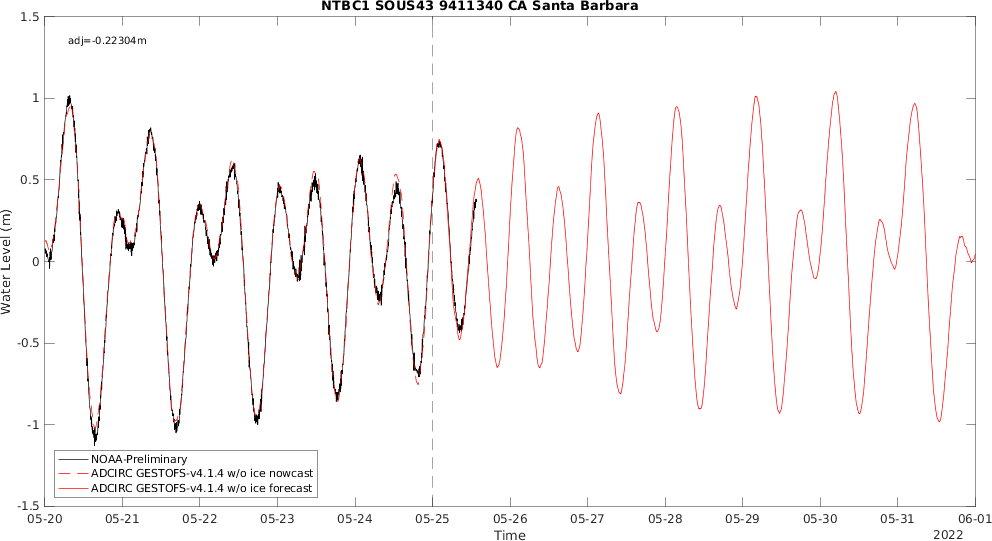 NTBC1 SOUS43 9411340 CA Santa Barbara
adj=-0.22304m
1.5
1
0.5
0
-0.5
-1
-1.5
Water Level (m)
NOAA-Preliminary
ADCIRC GESTOFS-v4.1.4 w/o ice nowcast
ADCIRC GESTOFS-v4.1.4 w/o ice forecast
05-20 05-21 05-22 05-23 05-24 05-25 05-26 05-27 05-28 05-29 05-30 05-31 06-01
Time
2022